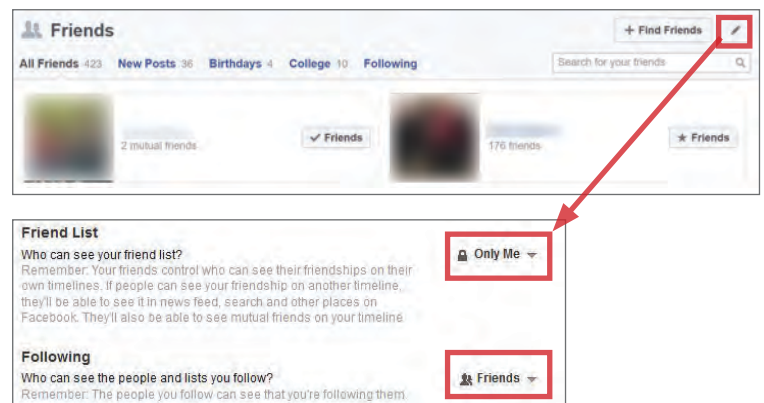 Friends
+ Find Friends
All Friends 423 New Posts 36 Birthdays 4 College 10 Following
Search for your friends
2 mutual friends
✓ Friends
176 friends
★ Friends
Friend List
Who can see your friend list?
Only Me
Remember: Your friends control who can see their friendships on their
own timelines. If people can see your friendship on another timeline,
they'll be able to see it in news feed, search and other places on
Facebook. They'll also be able to see mutual friends on your timeline
Following
Who can see the people and lists you follow?
Friends
Remember: The people you follow can see that you're following them